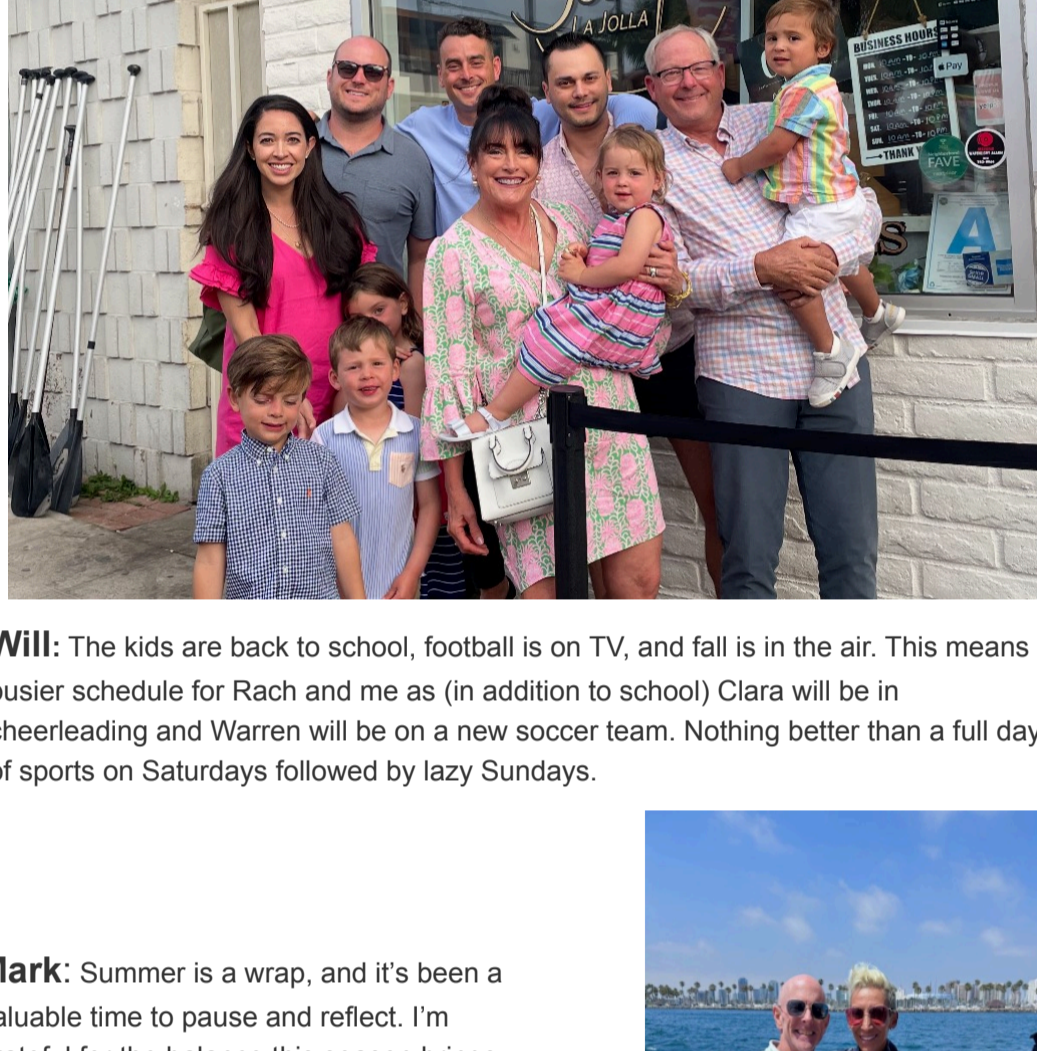 LA JOLLA
BUSINESS HOURS
Pay
THANK
FAVE
A
Will: The kids are back to school, football is on TV, and fall is in the air. This means
busier schedule for Rach and me as (in addition to school) Clara will be in
cheerleading and Warren will be on a new soccer team. Nothing better than a full day
of sports on Saturdays followed by lazy Sundays.
Mark: Summer is a wrap, and it's been a
valuable time to pause and reflect. I'm